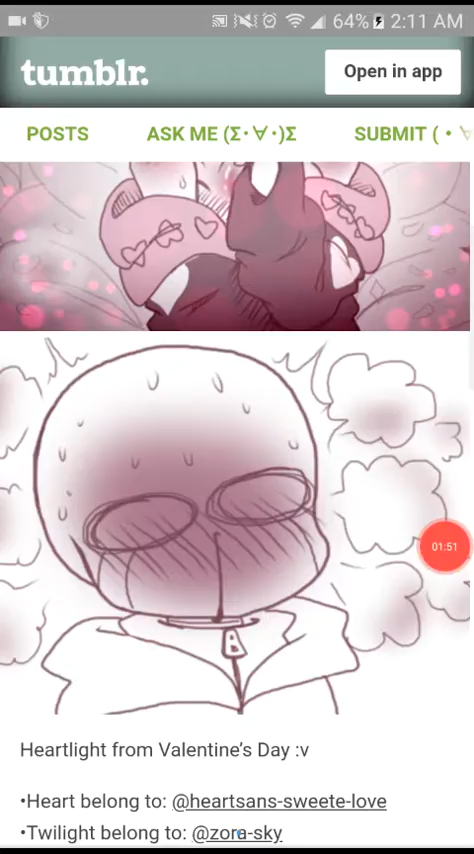 64% 2:11 AM
tumblr.
Open in app
POSTS ASK ME (Σ・∀・)Σ SUBMIT (・∀
01:51
Heartlight from Valentine's Day :v
•Heart belong to: @heartsans-sweete-love
•Twilight belong to: @zora-sky